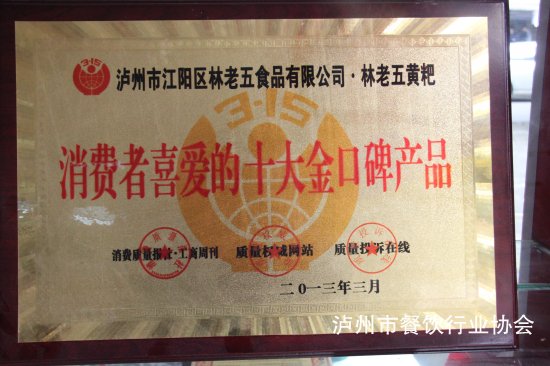 3·15
泸州市江阳区林老五食品有限公司·林老五黄粑
3·15
消费者喜爱的十大金口碑产品
消费质量报社·工商周刊 质量权威网站 质量投诉在线
二0一三年三月
泸州市餐饮行业协会